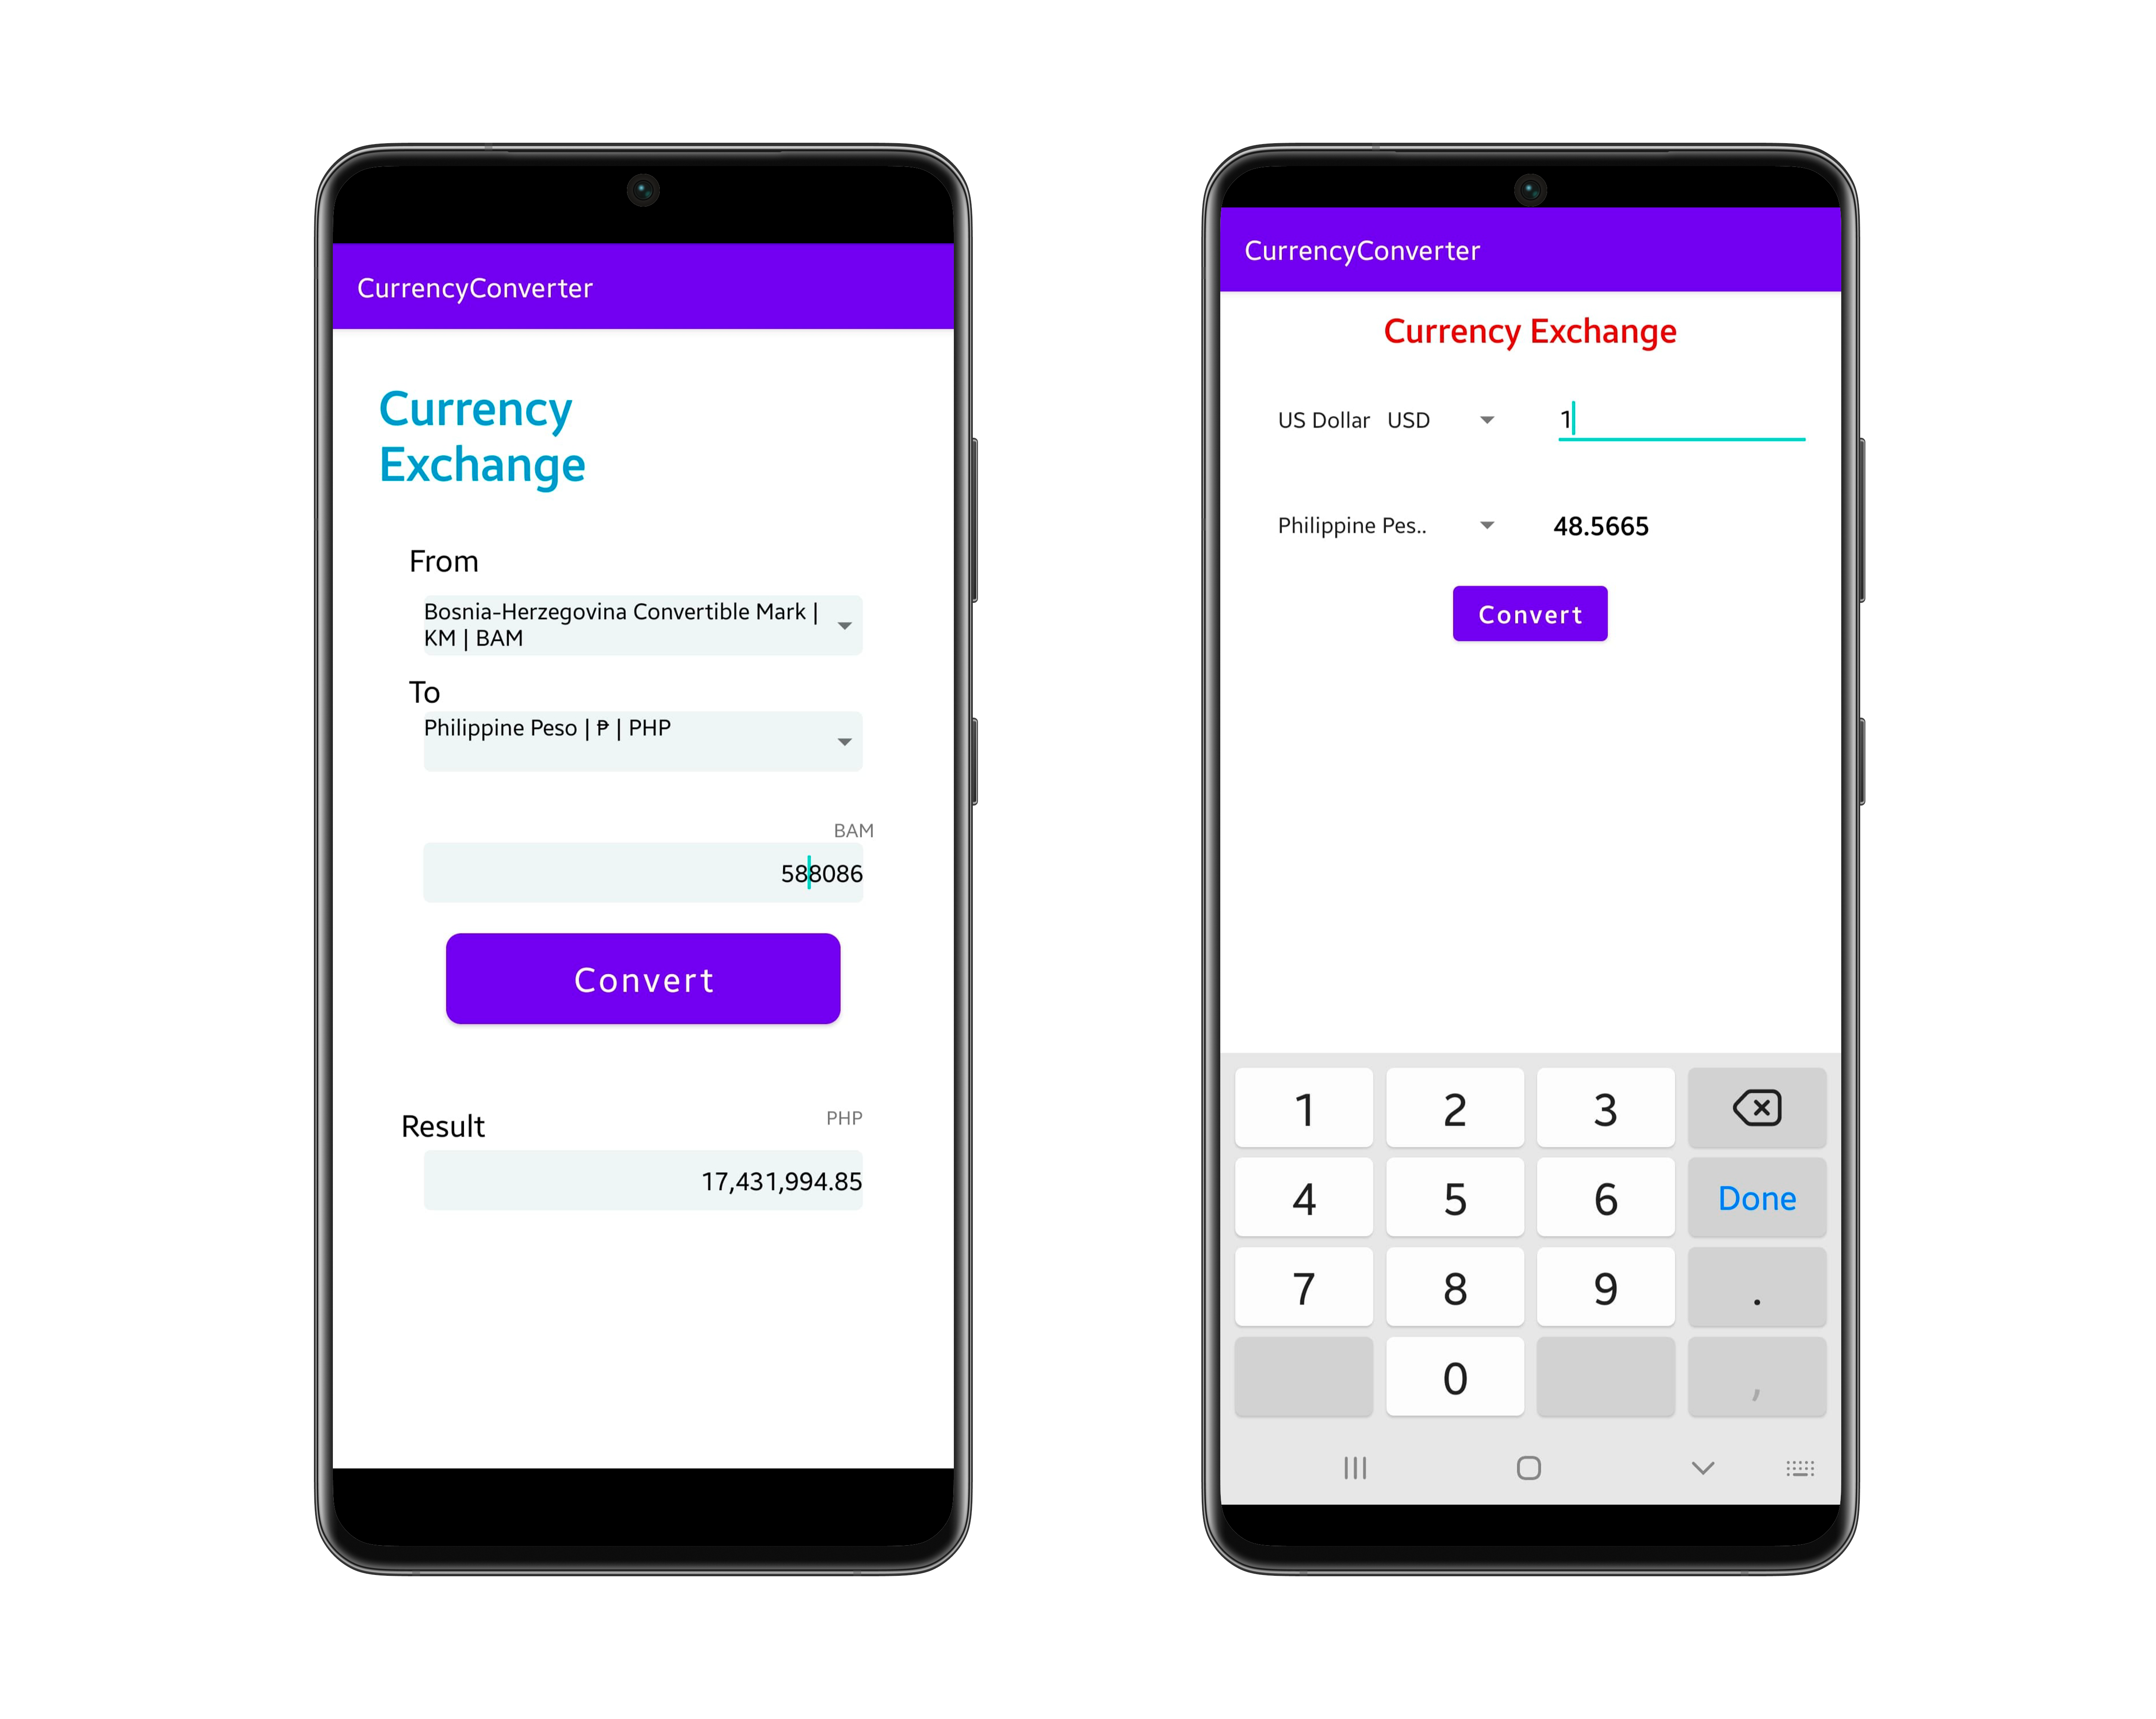 CurrencyConverter
Currency
Exchange
From
Bosnia-Herzegovina Convertible Mark |
KM | BAM
To
Philippine Peso | ₱ | PHP
BAM
588086
Convert
Result
PHP
17,431,994.85
CurrencyConverter
Currency Exchange
US Dollar USD
1
Philippine Pes..
48.5665
Convert
1 2 3
4 5 6 Done
7 8 9 .
0 ,